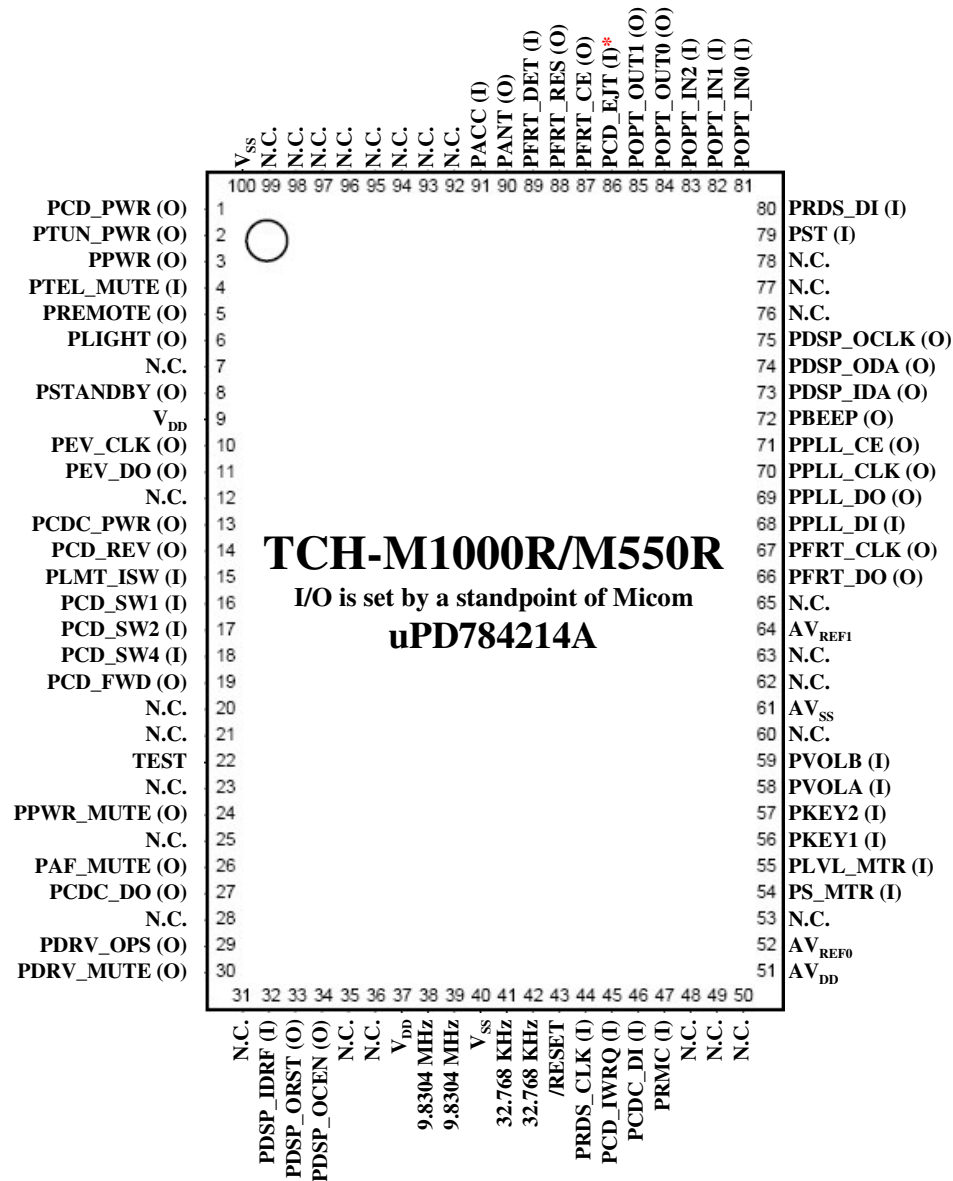 V_SS
N.C.
N.C.
N.C.
N.C.
N.C.
N.C.
N.C.
N.C.
PACC (I)
PANT (O)
PFRT_DET (I)
PFRT_RES (O)
PFRT_CE (O)
PCD_EJT (I)*
POPT_OUT1 (O)
POPT_OUT0 (O)
POPT_IN2 (I)
POPT_IN1 (I)
POPT_IN0 (I)
100 99 98 97 96 95 94 93 92 91 90 89 88 87 86 85 84 83 82 81
PCD_PWR (O) 1
PTUN_PWR (O) 2
PPWR (O) 3
PTEL_MUTE (I) 4
PREMOTE (O) 5
PLIGHT (O) 6
N.C. 7
PSTANDBY (O) 8
V_DD 9
PEV_CLK (O) 10
PEV_DO (O) 11
N.C. 12
PCDC_PWR (O) 13
PCD_REV (O) 14
PLMT_ISW (I) 15
PCD_SW1 (I) 16
PCD_SW2 (I) 17
PCD_SW4 (I) 18
PCD_FWD (O) 19
N.C. 20
N.C. 21
TEST 22
N.C. 23
PPWR_MUTE (O) 24
N.C. 25
PAF_MUTE (O) 26
PCDC_DO (O) 27
N.C. 28
PDRV_OPS (O) 29
PDRV_MUTE (O) 30
TCH-M1000R/M550R
I/O is set by a standpoint of Micom
uPD784214A
80 PRDS_DI (I)
79 PST (I)
78 N.C.
77 N.C.
76 N.C.
75 PDSP_OCLK (O)
74 PDSP_ODA (O)
73 PDSP_IDA (O)
72 PBEEP (O)
71 PPLL_CE (O)
70 PPLL_CLK (O)
69 PPLL_DO (O)
68 PPLL_DI (I)
67 PFRT_CLK (O)
66 PFRT_DO (O)
65 N.C.
64 AV_REF1
63 N.C.
62 N.C.
61 AV_SS
60 N.C.
59 PVOLB (I)
58 PVOLA (I)
57 PKEY2 (I)
56 PKEY1 (I)
55 PLVL_MTR (I)
54 PS_MTR (I)
53 N.C.
52 AV_REF0
51 AV_DD
31 32 33 34 35 36 37 38 39 40 41 42 43 44 45 46 47 48 49 50
N.C.
PDSP_IDRF (I)
PDSP_ORST (O)
PDSP_OCEN (O)
N.C.
N.C.
V_DD
9.8304 MHz
9.8304 MHz
V_SS
32.768 KHz
32.768 KHz
/RESET
PRDS_CLK (I)
PCD_IWRQ (I)
PCDC_DI (I)
PRMC (I)
N.C.
N.C.
N.C.